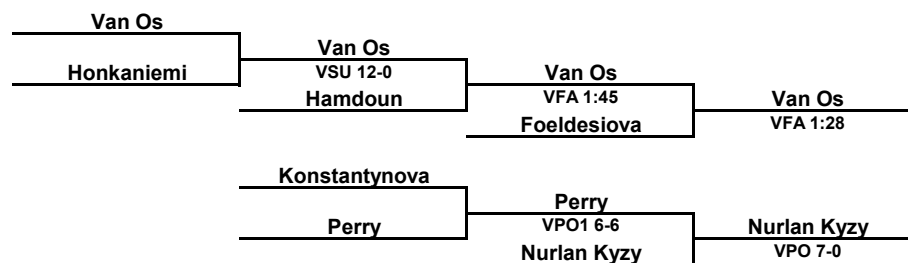 Van Os
Van Os
Honkaniemi
VSU 12-0
Van Os
Hamdoun
VFA 1:45
Van Os
Foeldesiova
VFA 1:28
Konstantynova
Perry
Perry
VPO1 6-6
Nurlan Kyzy
Nurlan Kyzy
VPO 7-0